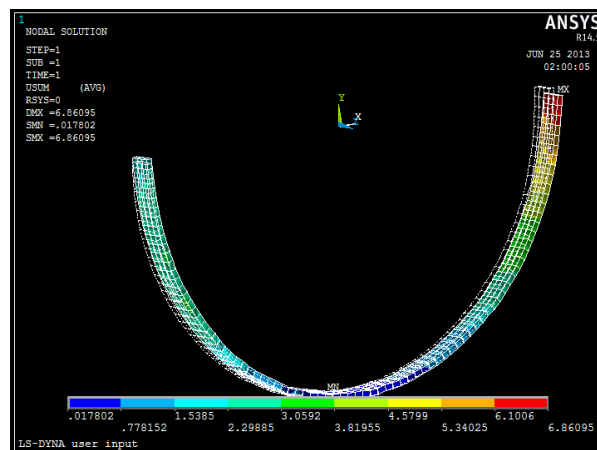 1
NODAL SOLUTION
ANSYS
R14.5
STEP=1
SUB =1
TIME=1
USUM (AVG)
RSYS=0
DMX =6.86095
SMN =.017802
SMX =6.86095
JUN 25 2013
02:00:05
MX
Y
X
MN
.017802 1.5385 3.0592 4.5799 6.1006
.778152 2.29885 3.81955 5.34025 6.86095
LS-DYNA user input